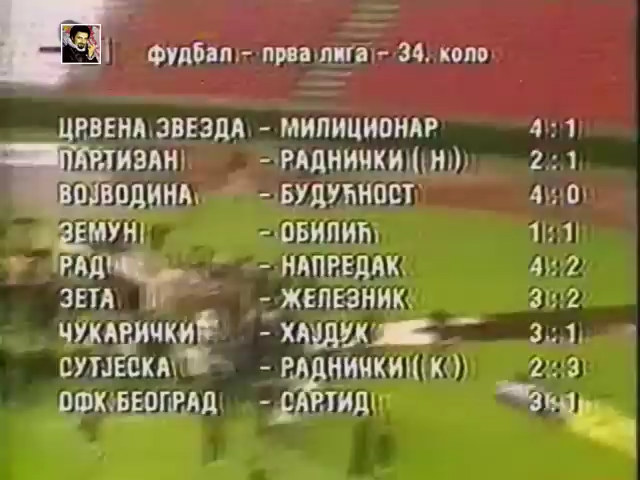 фудбал - прва лига - 34. коло
ЦРВЕНА ЗВЕЗДА - МИЛИЦИОНАР 4 : 1
ПАРТИЗАН - РАДНИЧКИ (Н) 2 : 1
ВОЈВОДИНА - БУДУЋНОСТ 4 : 0
ЗЕМУН - ОБИЛИЋ 1 : 1
РАД - НАПРЕДАК 4 : 2
ЗЕТА - ЖЕЛЕЗНИК 3 : 2
ЧУКАРИЧКИ - ХАЈДУК 3 : 1
СУТЈЕСКА - РАДНИЧКИ (К) 2 : 3
ОФК БЕОГРАД - САРТИД 3 : 1